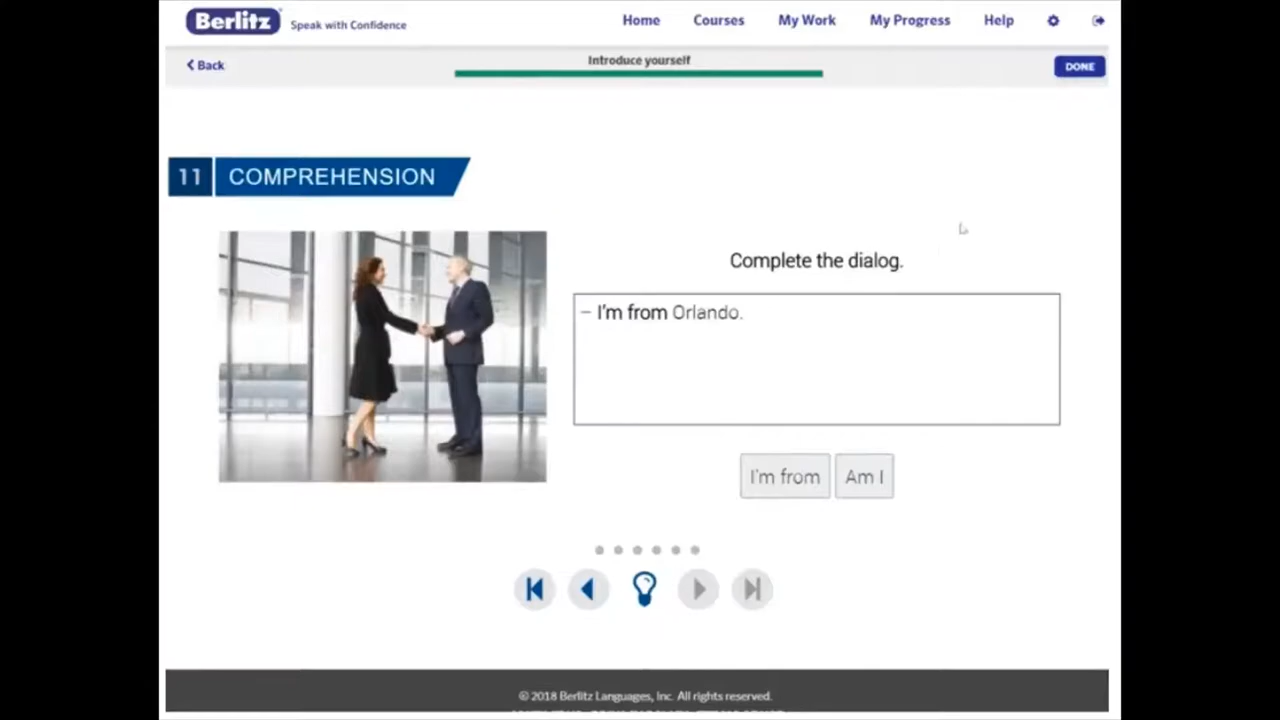 Berlitz® Speak with Confidence
Home Courses My Work My Progress Help
Back
Introduce yourself
DONE
11 COMPREHENSION
Complete the dialog.
– I'm from Orlando.
I'm from Am I
© 2018 Berlitz Languages, Inc. All rights reserved.